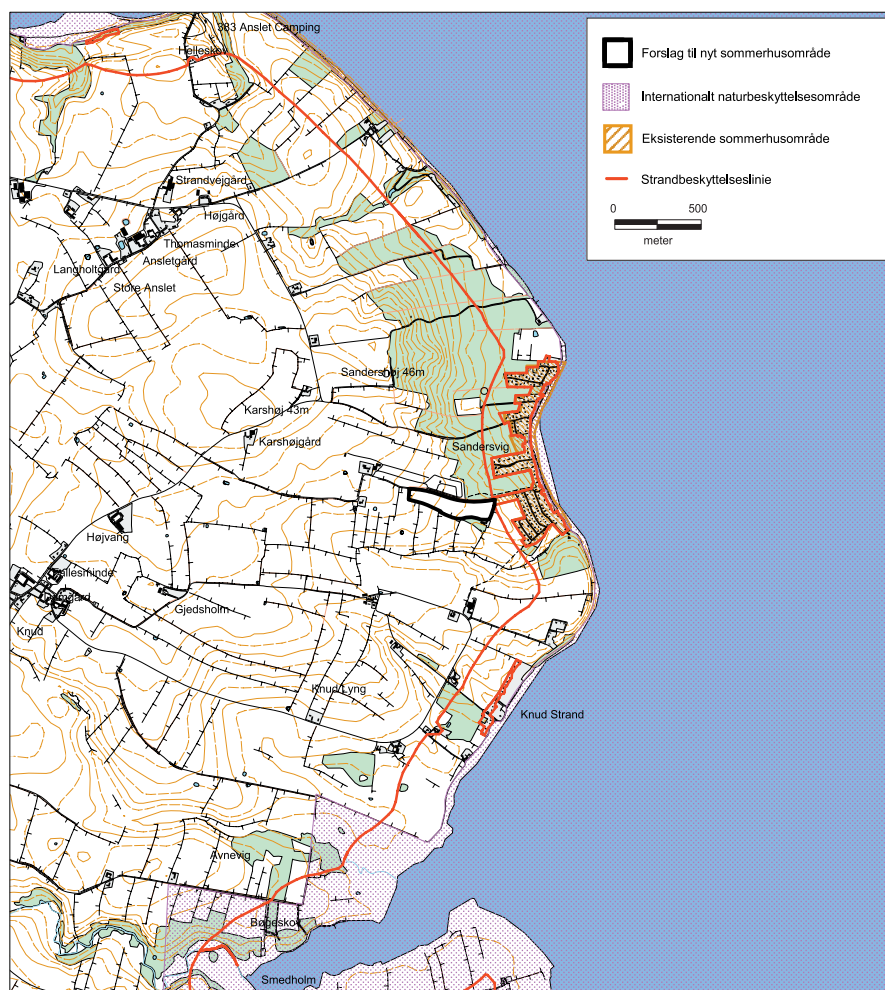 383 Anslet Camping
Helleskov
Strandvejgård
Højgård
Thomasminde
Ansletgård
Langholtgård
Store Anslet
Sandershøj 46m
Karshøj 43m
Karshøjgård
Sandersvig
Højvang
Gjedsholm
Knud
Knud Lyng
Knud Strand
Avnevig
Bøgeskov
Smedholm
Forslag til nyt sommerhusområde
Internationalt naturbeskyttelsesområde
Eksisterende sommerhusområde
Strandbeskyttelseslinie
0 500
meter